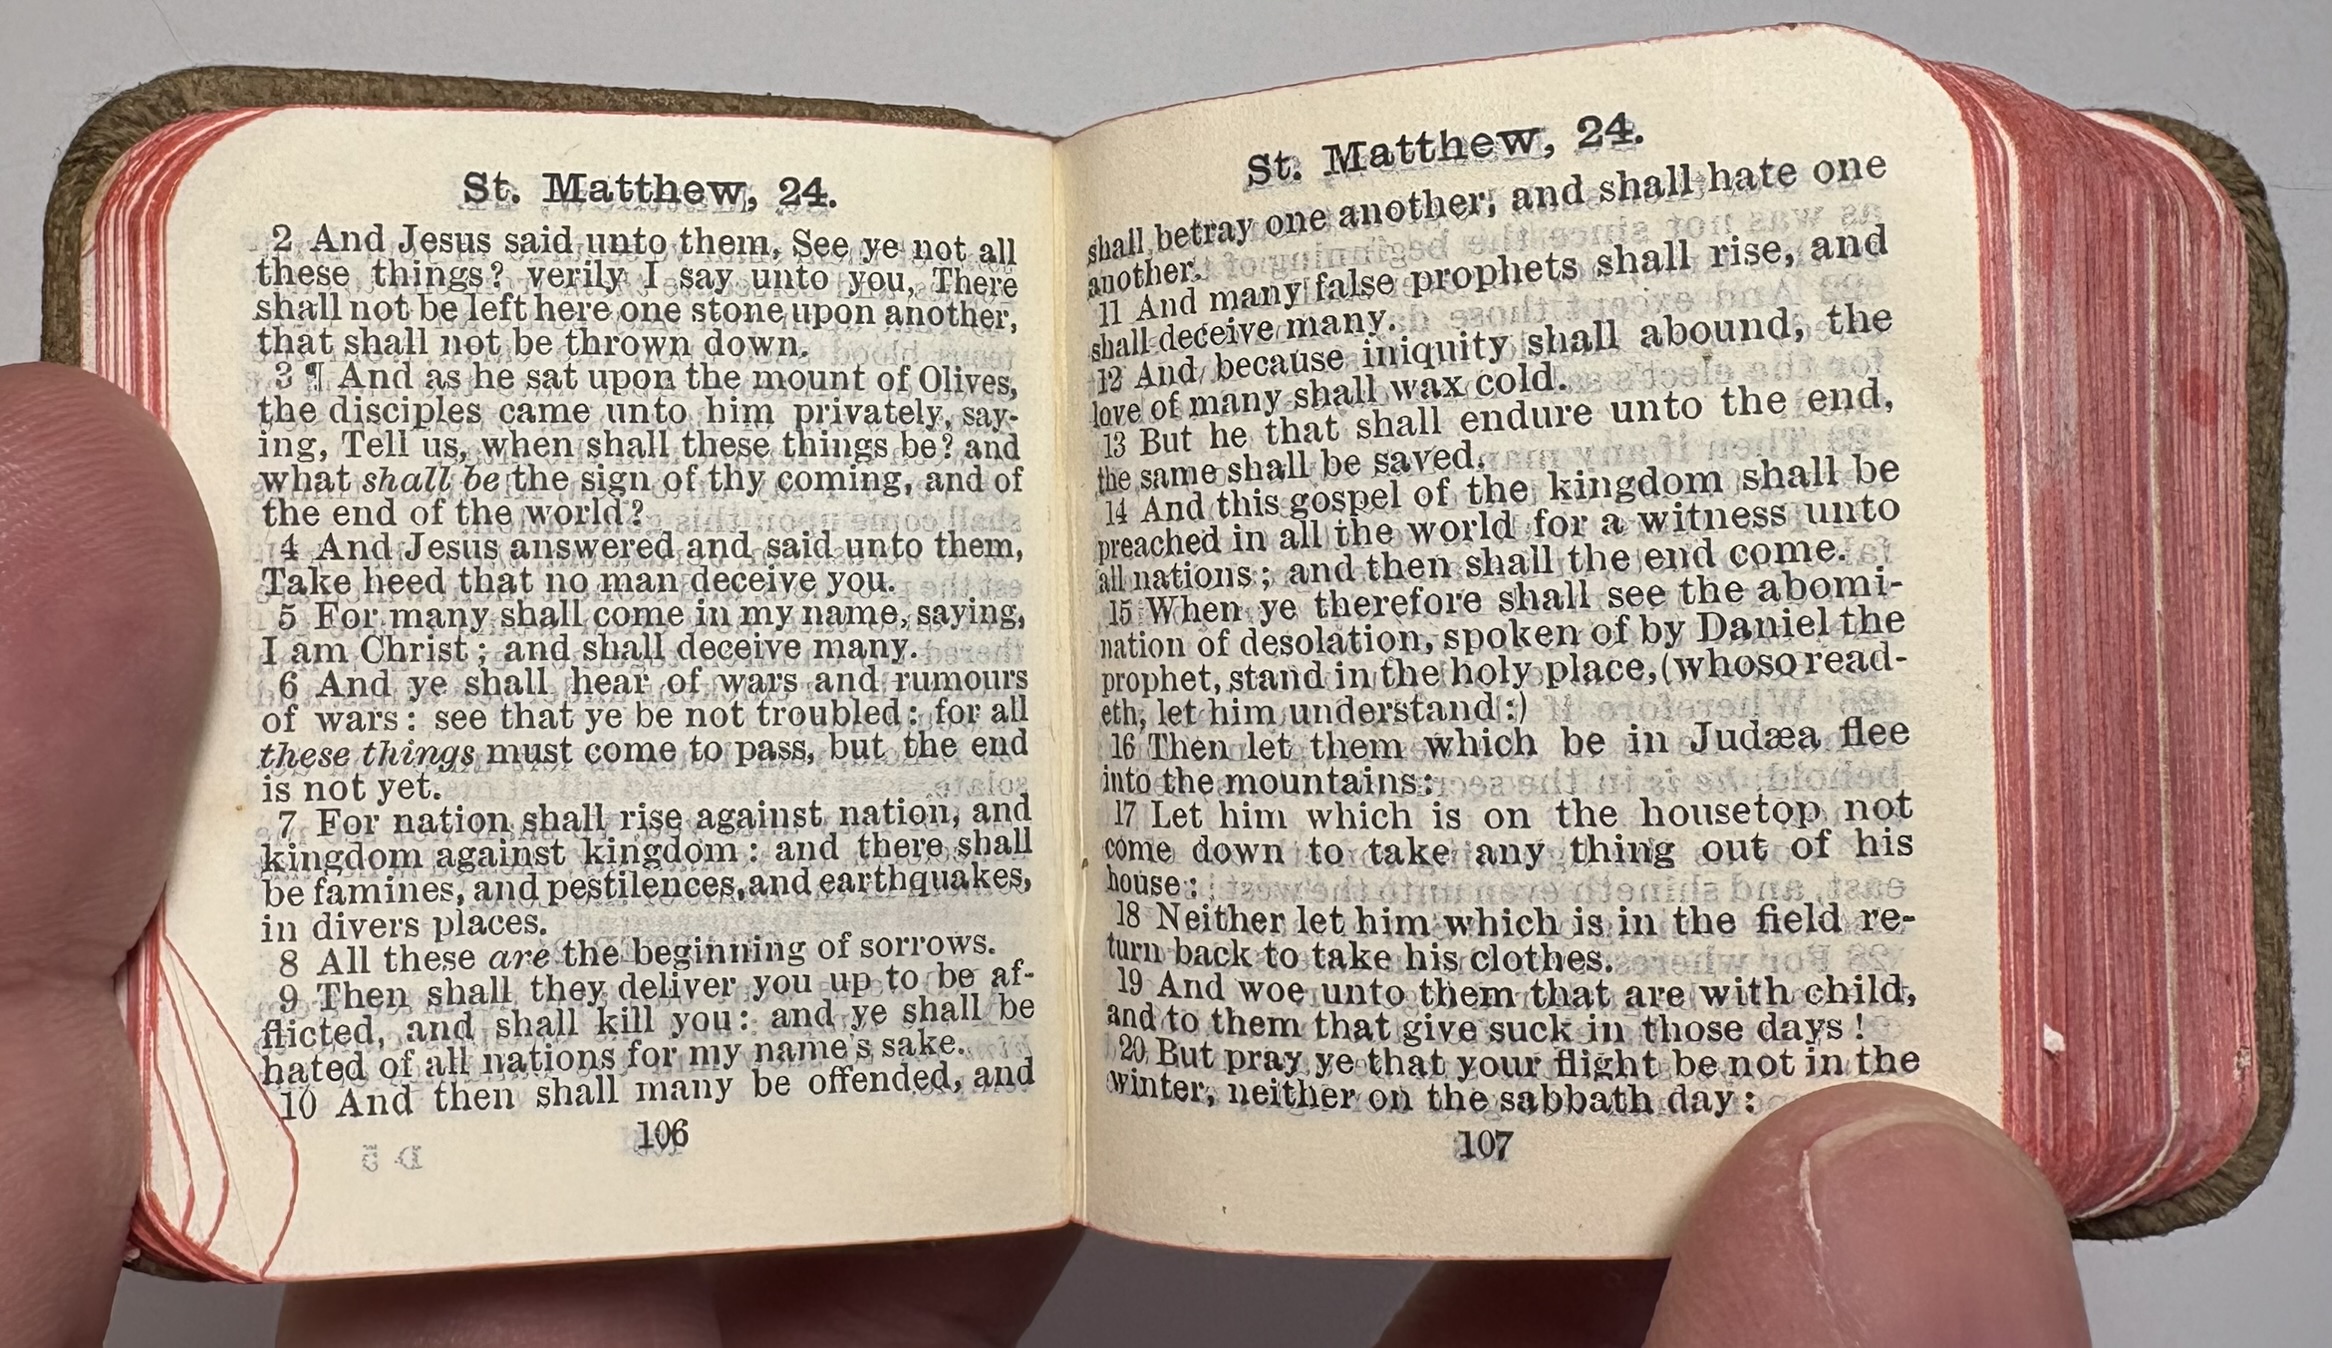 St. Matthew, 24.
2 And Jesus said unto them, See ye not all
these things? verily I say unto you, There
shall not be left here one stone upon another,
that shall not be thrown down.
3 ¶ And as he sat upon the mount of Olives,
the disciples came unto him privately, say-
ing, Tell us, when shall these things be? and
what shall be the sign of thy coming, and of
the end of the world?
4 And Jesus answered and said unto them,
Take heed that no man deceive you.
5 For many shall come in my name, saying,
I am Christ; and shall deceive many.
6 And ye shall hear of wars and rumours
of wars: see that ye be not troubled: for all
these things must come to pass, but the end
is not yet.
7 For nation shall rise against nation, and
kingdom against kingdom: and there shall
be famines, and pestilences, and earthquakes,
in divers places.
8 All these are the beginning of sorrows.
9 Then shall they deliver you up to be af-
flicted, and shall kill you: and ye shall be
hated of all nations for my name's sake.
10 And then shall many be offended, and
106
St. Matthew, 24.
shall betray one another, and shall hate one
another.
11 And many false prophets shall rise, and
shall deceive many.
12 And because iniquity shall abound, the
love of many shall wax cold.
13 But he that shall endure unto the end,
the same shall be saved.
14 And this gospel of the kingdom shall be
preached in all the world for a witness unto
all nations; and then shall the end come.
15 When ye therefore shall see the abomi-
nation of desolation, spoken of by Daniel the
prophet, stand in the holy place, (whoso read-
eth, let him understand:)
16 Then let them which be in Judæa flee
into the mountains:
17 Let him which is on the housetop not
come down to take any thing out of his
house:
18 Neither let him which is in the field re-
turn back to take his clothes.
19 And woe unto them that are with child,
and to them that give suck in those days!
20 But pray ye that your flight be not in the
winter, neither on the sabbath day:
107